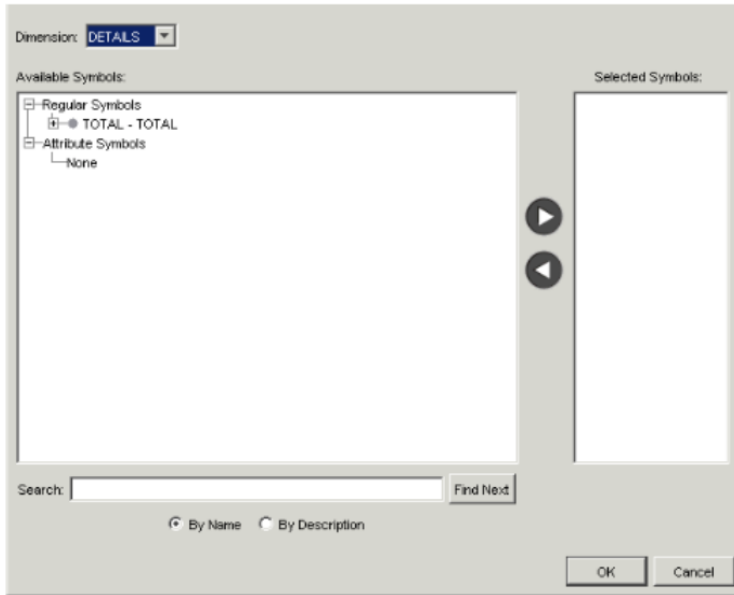 Dimension: DETAILS
Available Symbols:
Selected Symbols:
Regular Symbols
TOTAL - TOTAL
Attribute Symbols
None
Search:
Find Next
By Name
By Description
OK
Cancel